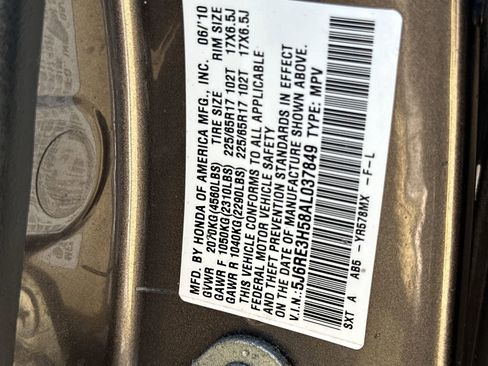 MFD. BY HONDA OF AMERICA MFG., INC. 06/'10
GVWR 2070KG(4560LBS) TIRE SIZE RIM SIZE
GAWR F 1050KG(2310LBS) 225/65R17 102T 17X6.5J
GAWR R 1040KG(2290LBS) 225/65R17 102T 17X6.5J
THIS VEHICLE CONFORMS TO ALL APPLICABLE
FEDERAL MOTOR VEHICLE SAFETY
AND THEFT PREVENTION STANDARDS IN EFFECT
ON THE DATE OF MANUFACTURE SHOWN ABOVE.
V.I.N.:5J6RE3H58AL037849 TYPE: MPV
SXT A AB5 -YR578MX -F-L